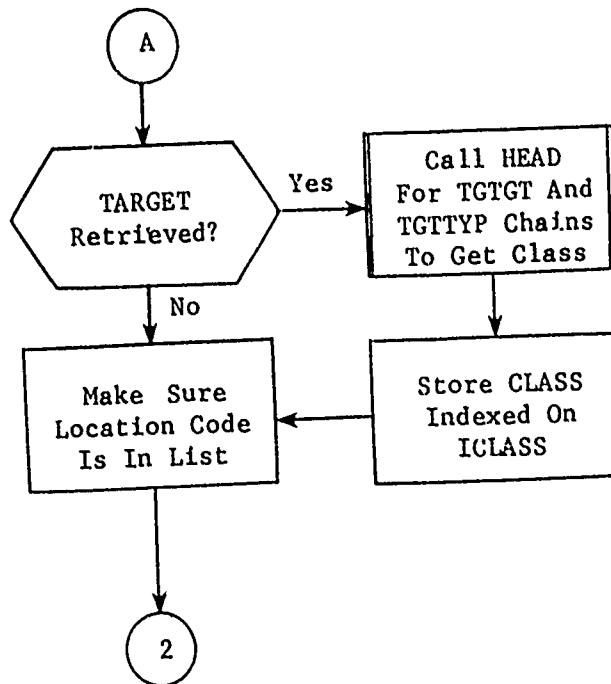 A
TARGET
Retrieved?
Yes
Call HEAD
For TGTGT And
TGTTYP Chains
To Get Class
No
Make Sure
Location Code
Is In List
Store CLASS
Indexed On
ICLASS
2